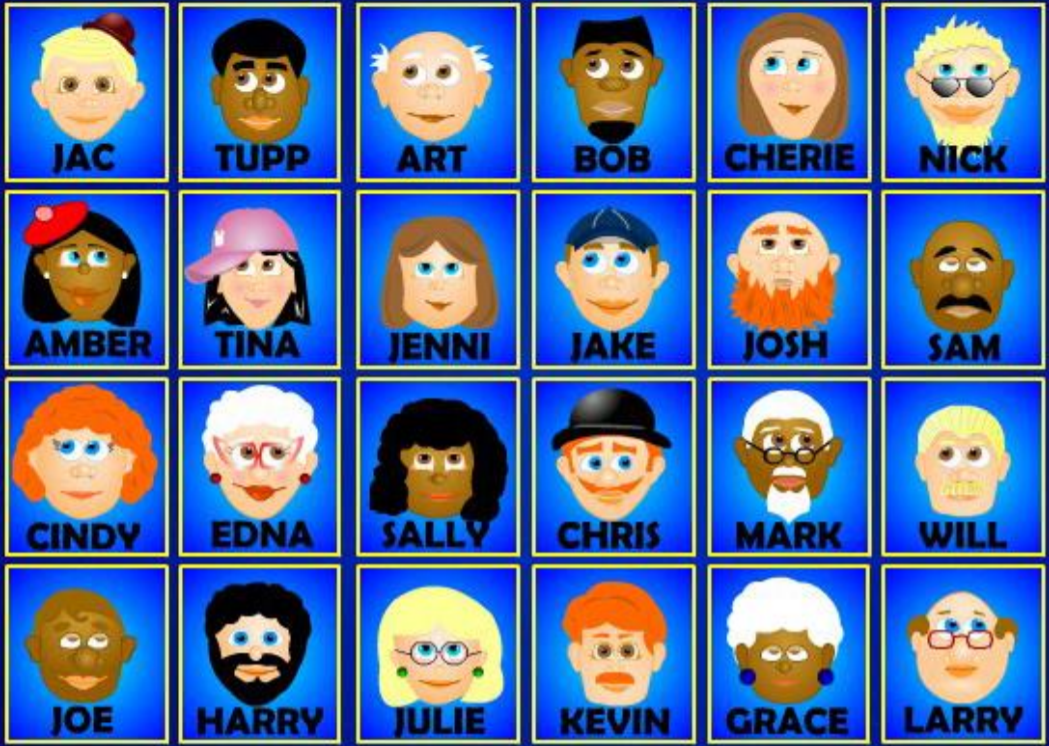 JAC TUPP ART BOB CHERIE NICK
AMBER TINA JENNI JAKE JOSH SAM
CINDY EDNA SALLY CHRIS MARK WILL
JOE HARRY JULIE KEVIN GRACE LARRY